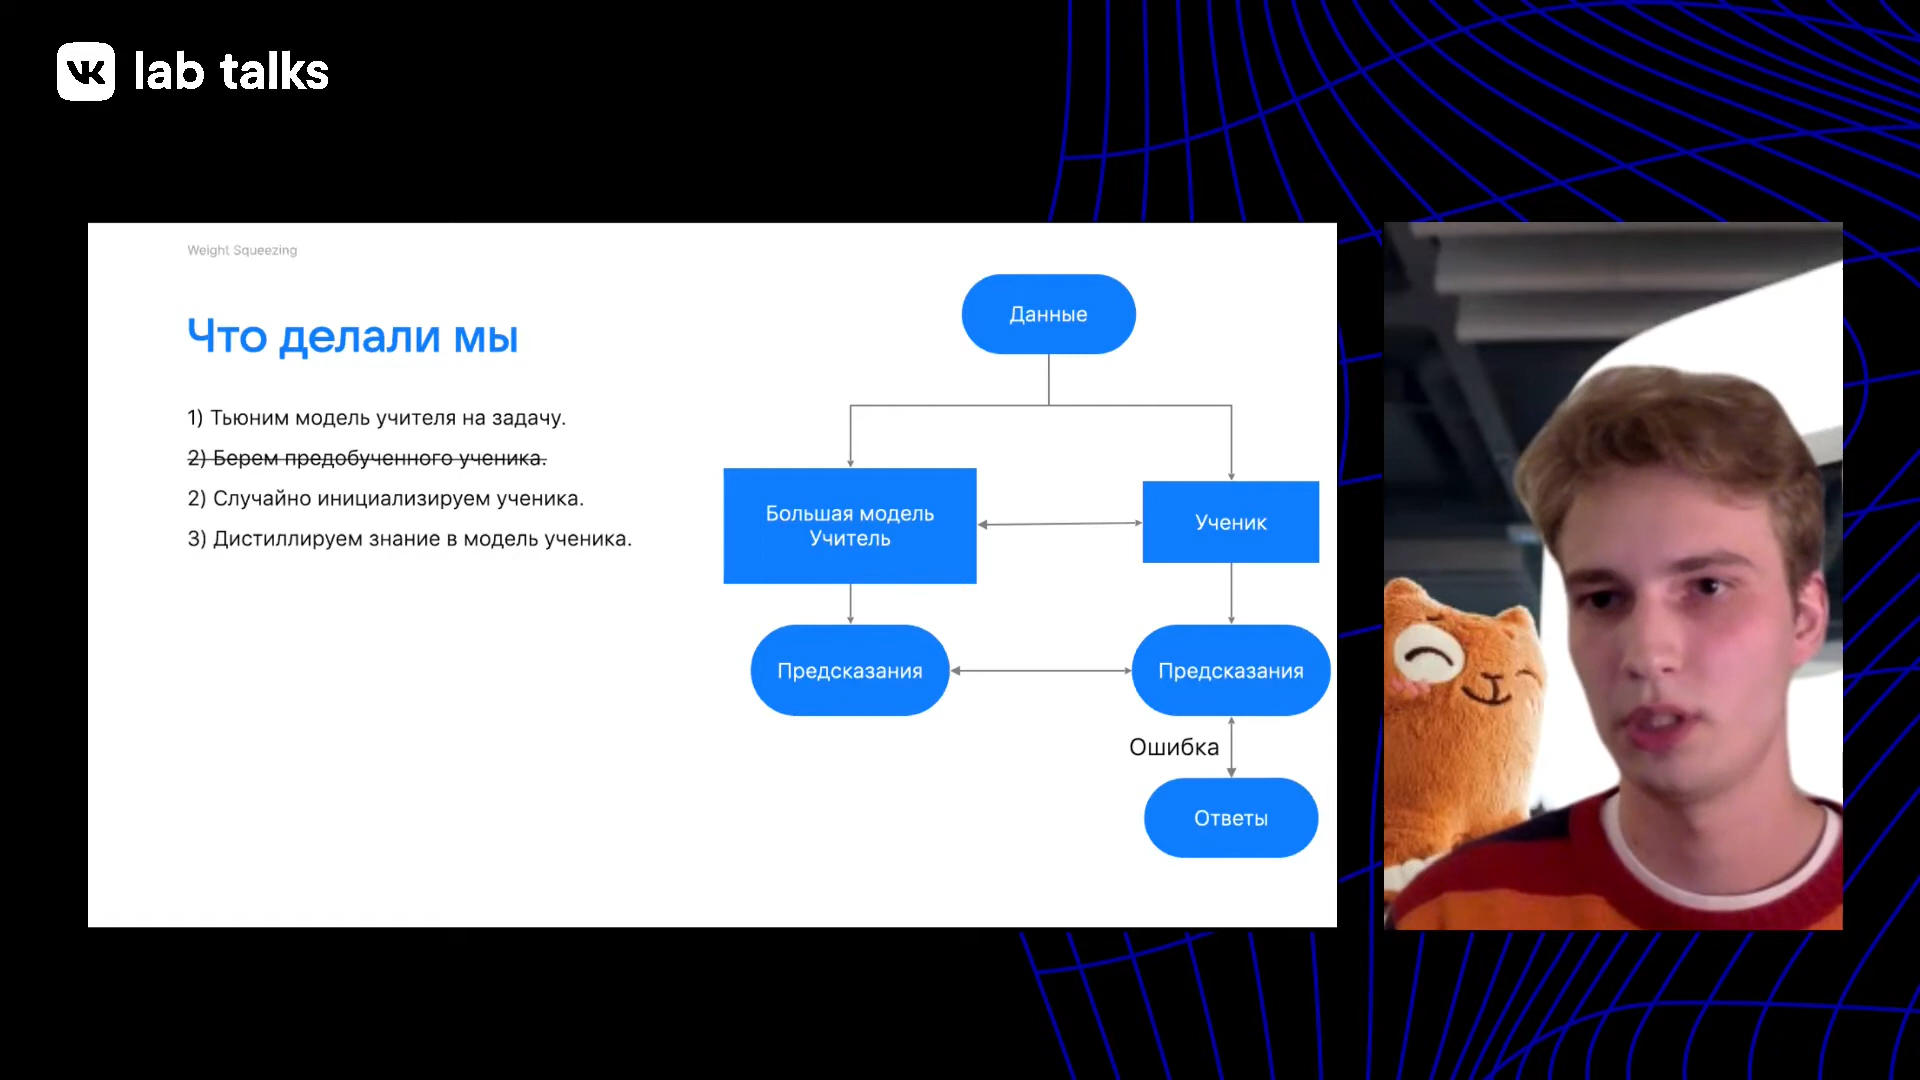 VK lab talks
Weight Squeezing
Что делали мы
1) Тьюним модель учителя на задачу.
2) Берем предобученного ученика.
2) Случайно инициализируем ученика.
3) Дистиллируем знание в модель ученика.
Данные
Большая модель
Учитель
Ученик
Предсказания
Предсказания
Ошибка
Ответы